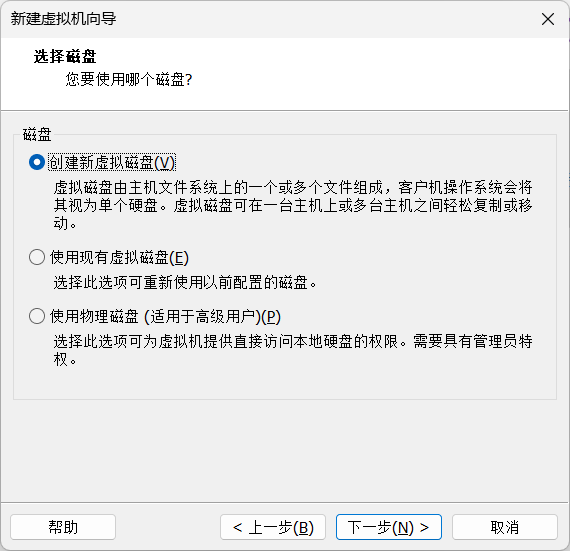 新建虚拟机向导
选择磁盘
您要使用哪个磁盘?
磁盘
创建新虚拟磁盘(V)
虚拟磁盘由主机文件系统上的一个或多个文件组成，客户机操作系统会将
其视为单个硬盘。虚拟磁盘可在一台主机上或多台主机之间轻松复制或移
动。
使用现有虚拟磁盘(E)
选择此选项可重新使用以前配置的磁盘。
使用物理磁盘 (适用于高级用户)(P)
选择此选项可为虚拟机提供直接访问本地硬盘的权限。需要具有管理员特
权。
帮助
< 上一步(B)
下一步(N) >
取消